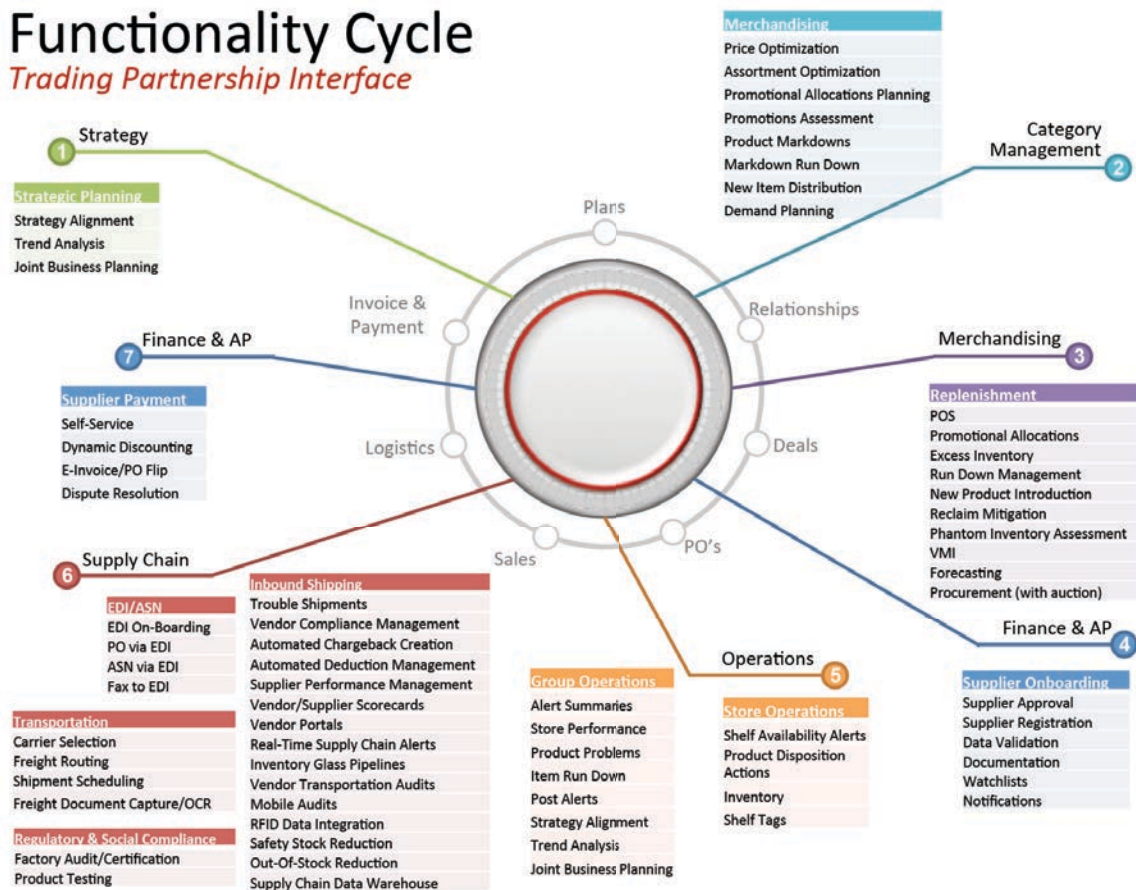 Functionality Cycle
Trading Partnership Interface
1
Strategy
Strategic Planning
Strategy Alignment
Trend Analysis
Joint Business Planning
Merchandising
Price Optimization
Assortment Optimization
Promotional Allocations Planning
Promotions Assessment
Product Markdowns
Markdown Run Down
New Item Distribution
Demand Planning
Category
Management
2
Plans
Relationships
Deals
PO's
Sales
Logistics
Invoice &
Payment
Merchandising
3
Replenishment
POS
Promotional Allocations
Excess Inventory
Run Down Management
New Product Introduction
Reclaim Mitigation
Phantom Inventory Assessment
VMI
Forecasting
Procurement (with auction)
Finance & AP
4
Supplier Onboarding
Supplier Approval
Supplier Registration
Data Validation
Documentation
Watchlists
Notifications
Operations
5
Group Operations
Alert Summaries
Store Performance
Product Problems
Item Run Down
Post Alerts
Strategy Alignment
Trend Analysis
Joint Business Planning
Store Operations
Shelf Availability Alerts
Product Disposition
Actions
Inventory
Shelf Tags
6
Supply Chain
EDI/ASN
EDI On-Boarding
PO via EDI
ASN via EDI
Fax to EDI
Transportation
Carrier Selection
Freight Routing
Shipment Scheduling
Freight Document Capture/OCR
Regulatory & Social Compliance
Factory Audit/Certification
Product Testing
Inbound Shipping
Trouble Shipments
Vendor Compliance Management
Automated Chargeback Creation
Automated Deduction Management
Supplier Performance Management
Vendor/Supplier Scorecards
Vendor Portals
Real-Time Supply Chain Alerts
Inventory Glass Pipelines
Vendor Transportation Audits
Mobile Audits
RFID Data Integration
Safety Stock Reduction
Out-Of-Stock Reduction
Supply Chain Data Warehouse
7
Finance & AP
Supplier Payment
Self-Service
Dynamic Discounting
E-Invoice/PO Flip
Dispute Resolution